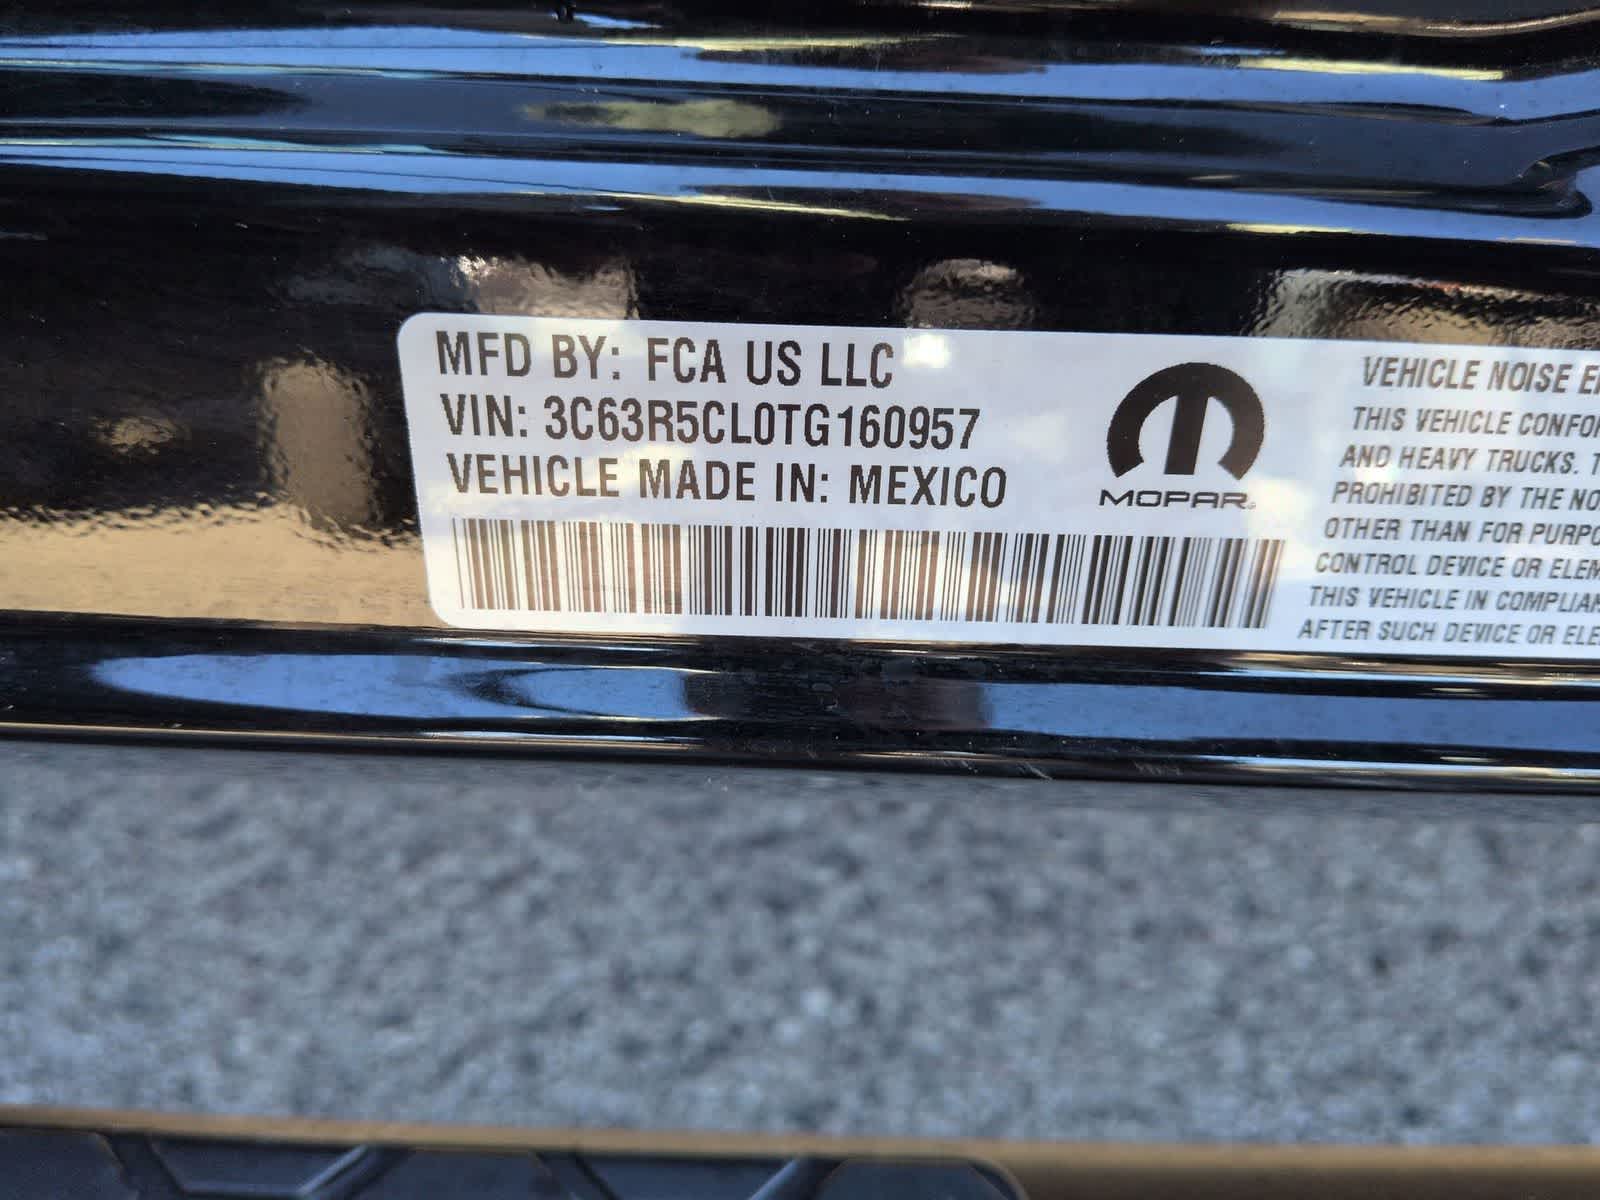 MFD BY: FCA US LLC
VIN: 3C63R5CL0TG160957
VEHICLE MADE IN: MEXICO
MOPAR
VEHICLE NOISE
THIS VEHICLE
AND HEAVY TRUCKS.
PROHIBITED BY THE
OTHER THAN FOR
CONTROL DEVICE OR
THIS VEHICLE IN
AFTER SUCH DEVICE OR